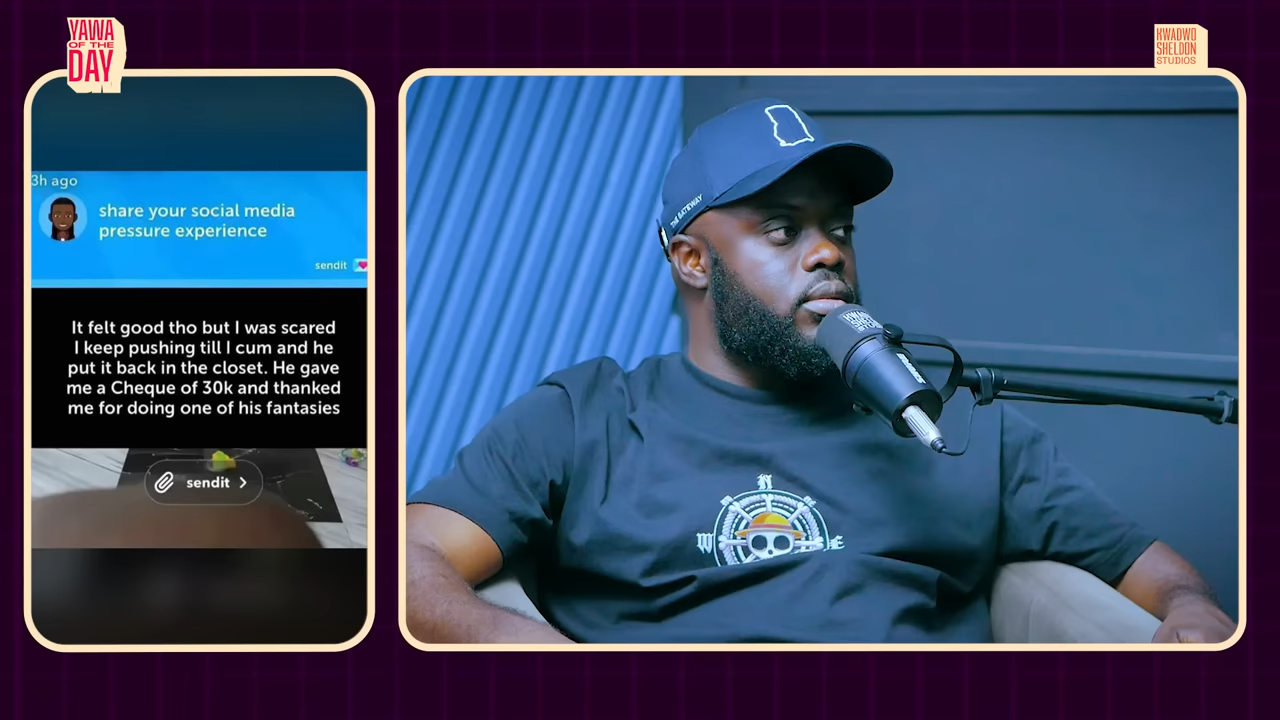 YAWA
OF THE
DAY
KWADWO
SHELDON
STUDIOS
3h ago
share your social media
pressure experience
sendit
It felt good tho but I was scared
I keep pushing till I cum and he
put it back in the closet. He gave
me a Cheque of 30k and thanked
me for doing one of his fantasies
sendit
THE GATEWAY
N
W
E